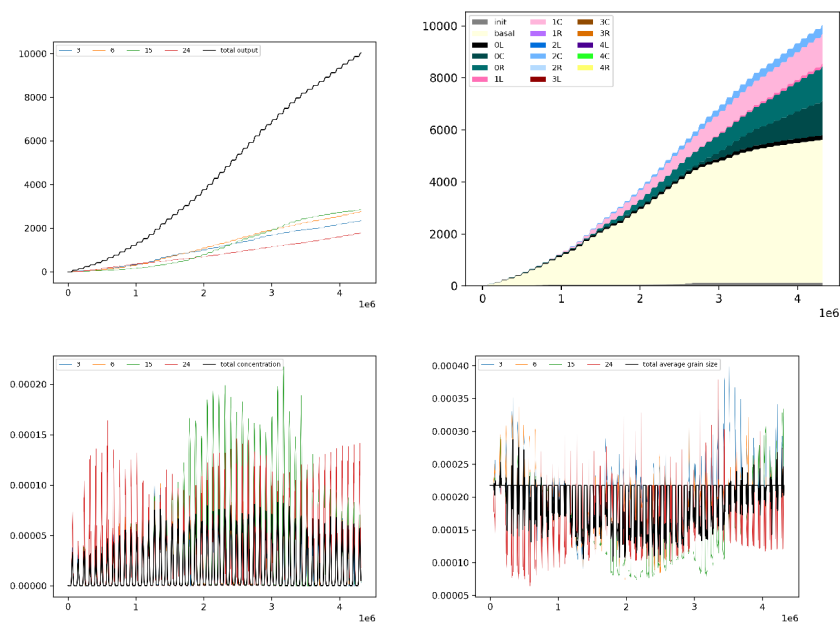 3 6 15 24 total output
10000
8000
6000
4000
2000
0
0 1 2 3 4
1e6
init 1C 3C
basal 1R 3R
0L 2L 4L
0C 2C 4C
0R 2R 4R
1L 3L
10000
8000
6000
4000
2000
0
0 1 2 3 4
1e6
3 6 15 24 total concentration
0.00020
0.00015
0.00010
0.00005
0.00000
0 1 2 3 4
1e6
3 6 15 24 total average grain size
0.00040
0.00035
0.00030
0.00025
0.00020
0.00015
0.00010
0.00005
0 1 2 3 4
1e6